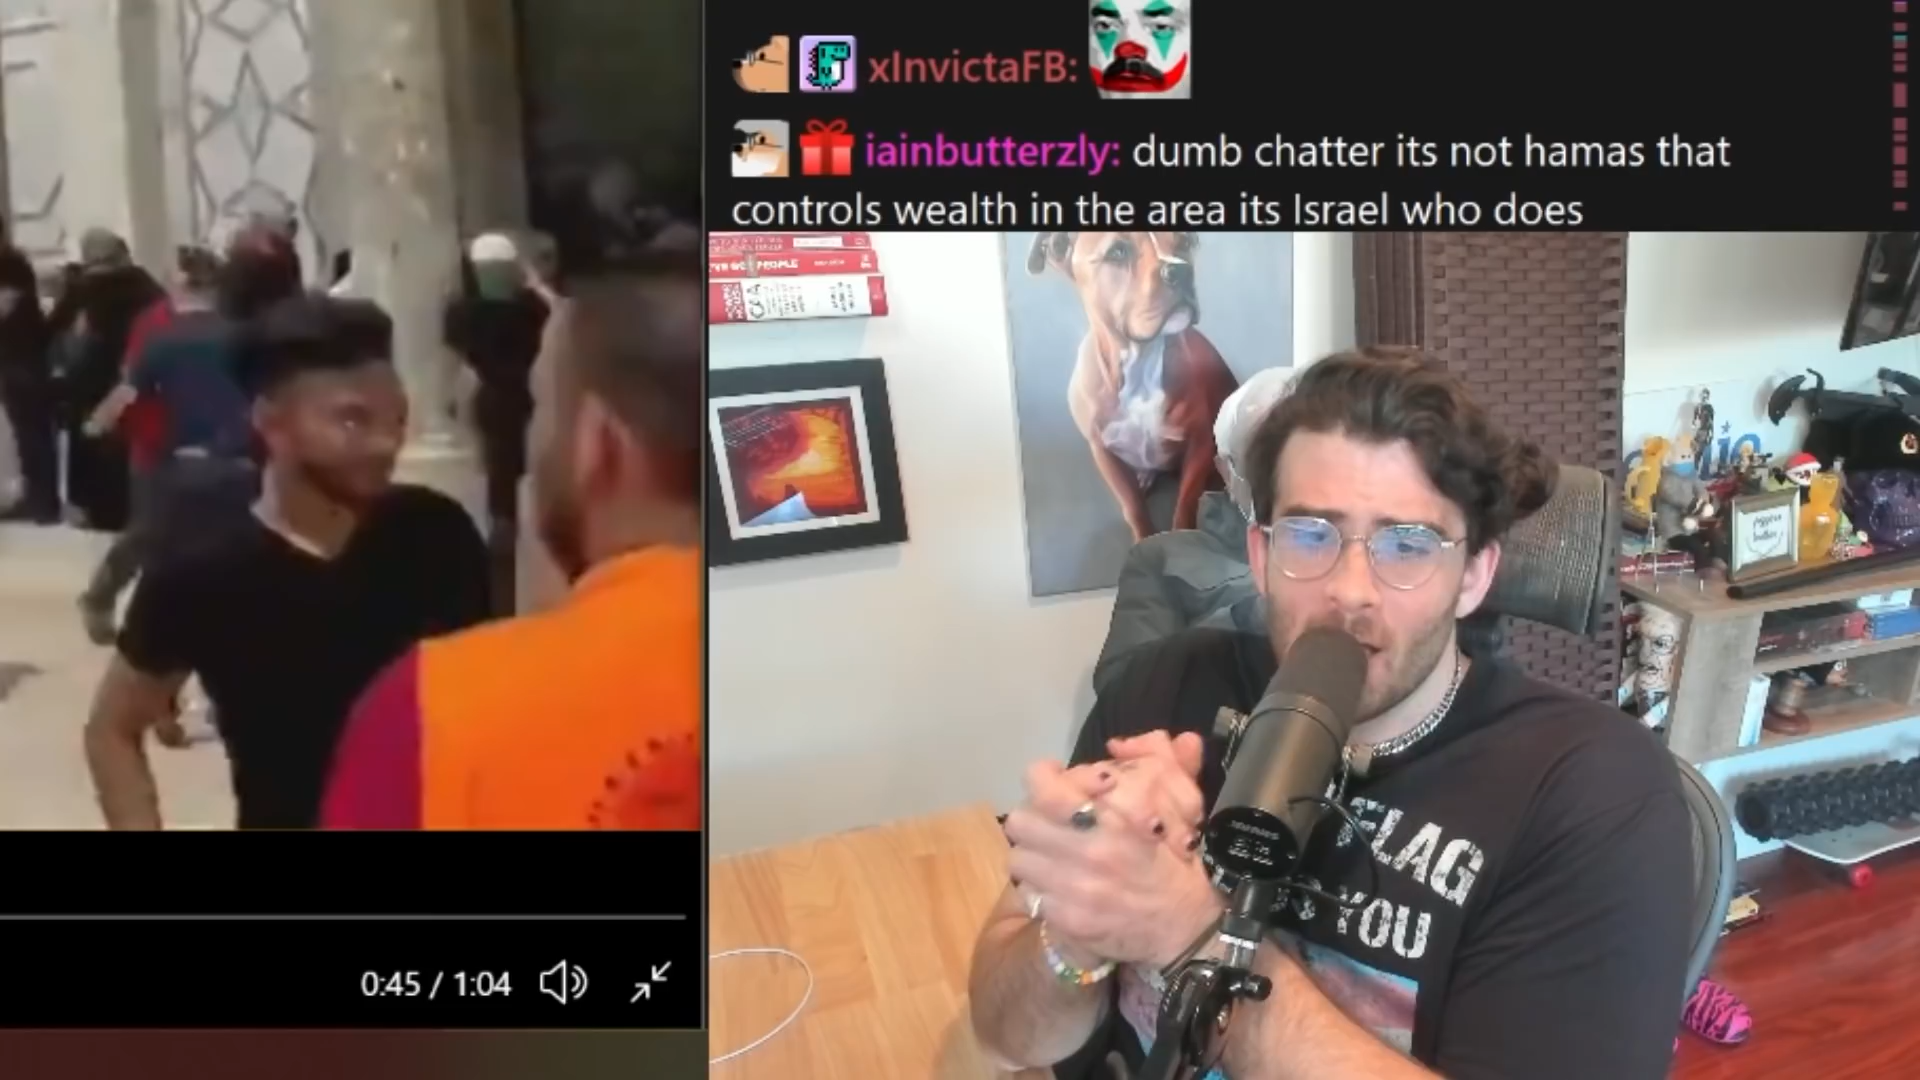 xInvictaFB:
iainbutterzly: dumb chatter its not hamas that
controls wealth in the area its Israel who does
PEOPLE
FLAG
YOU
0:45 / 1:04